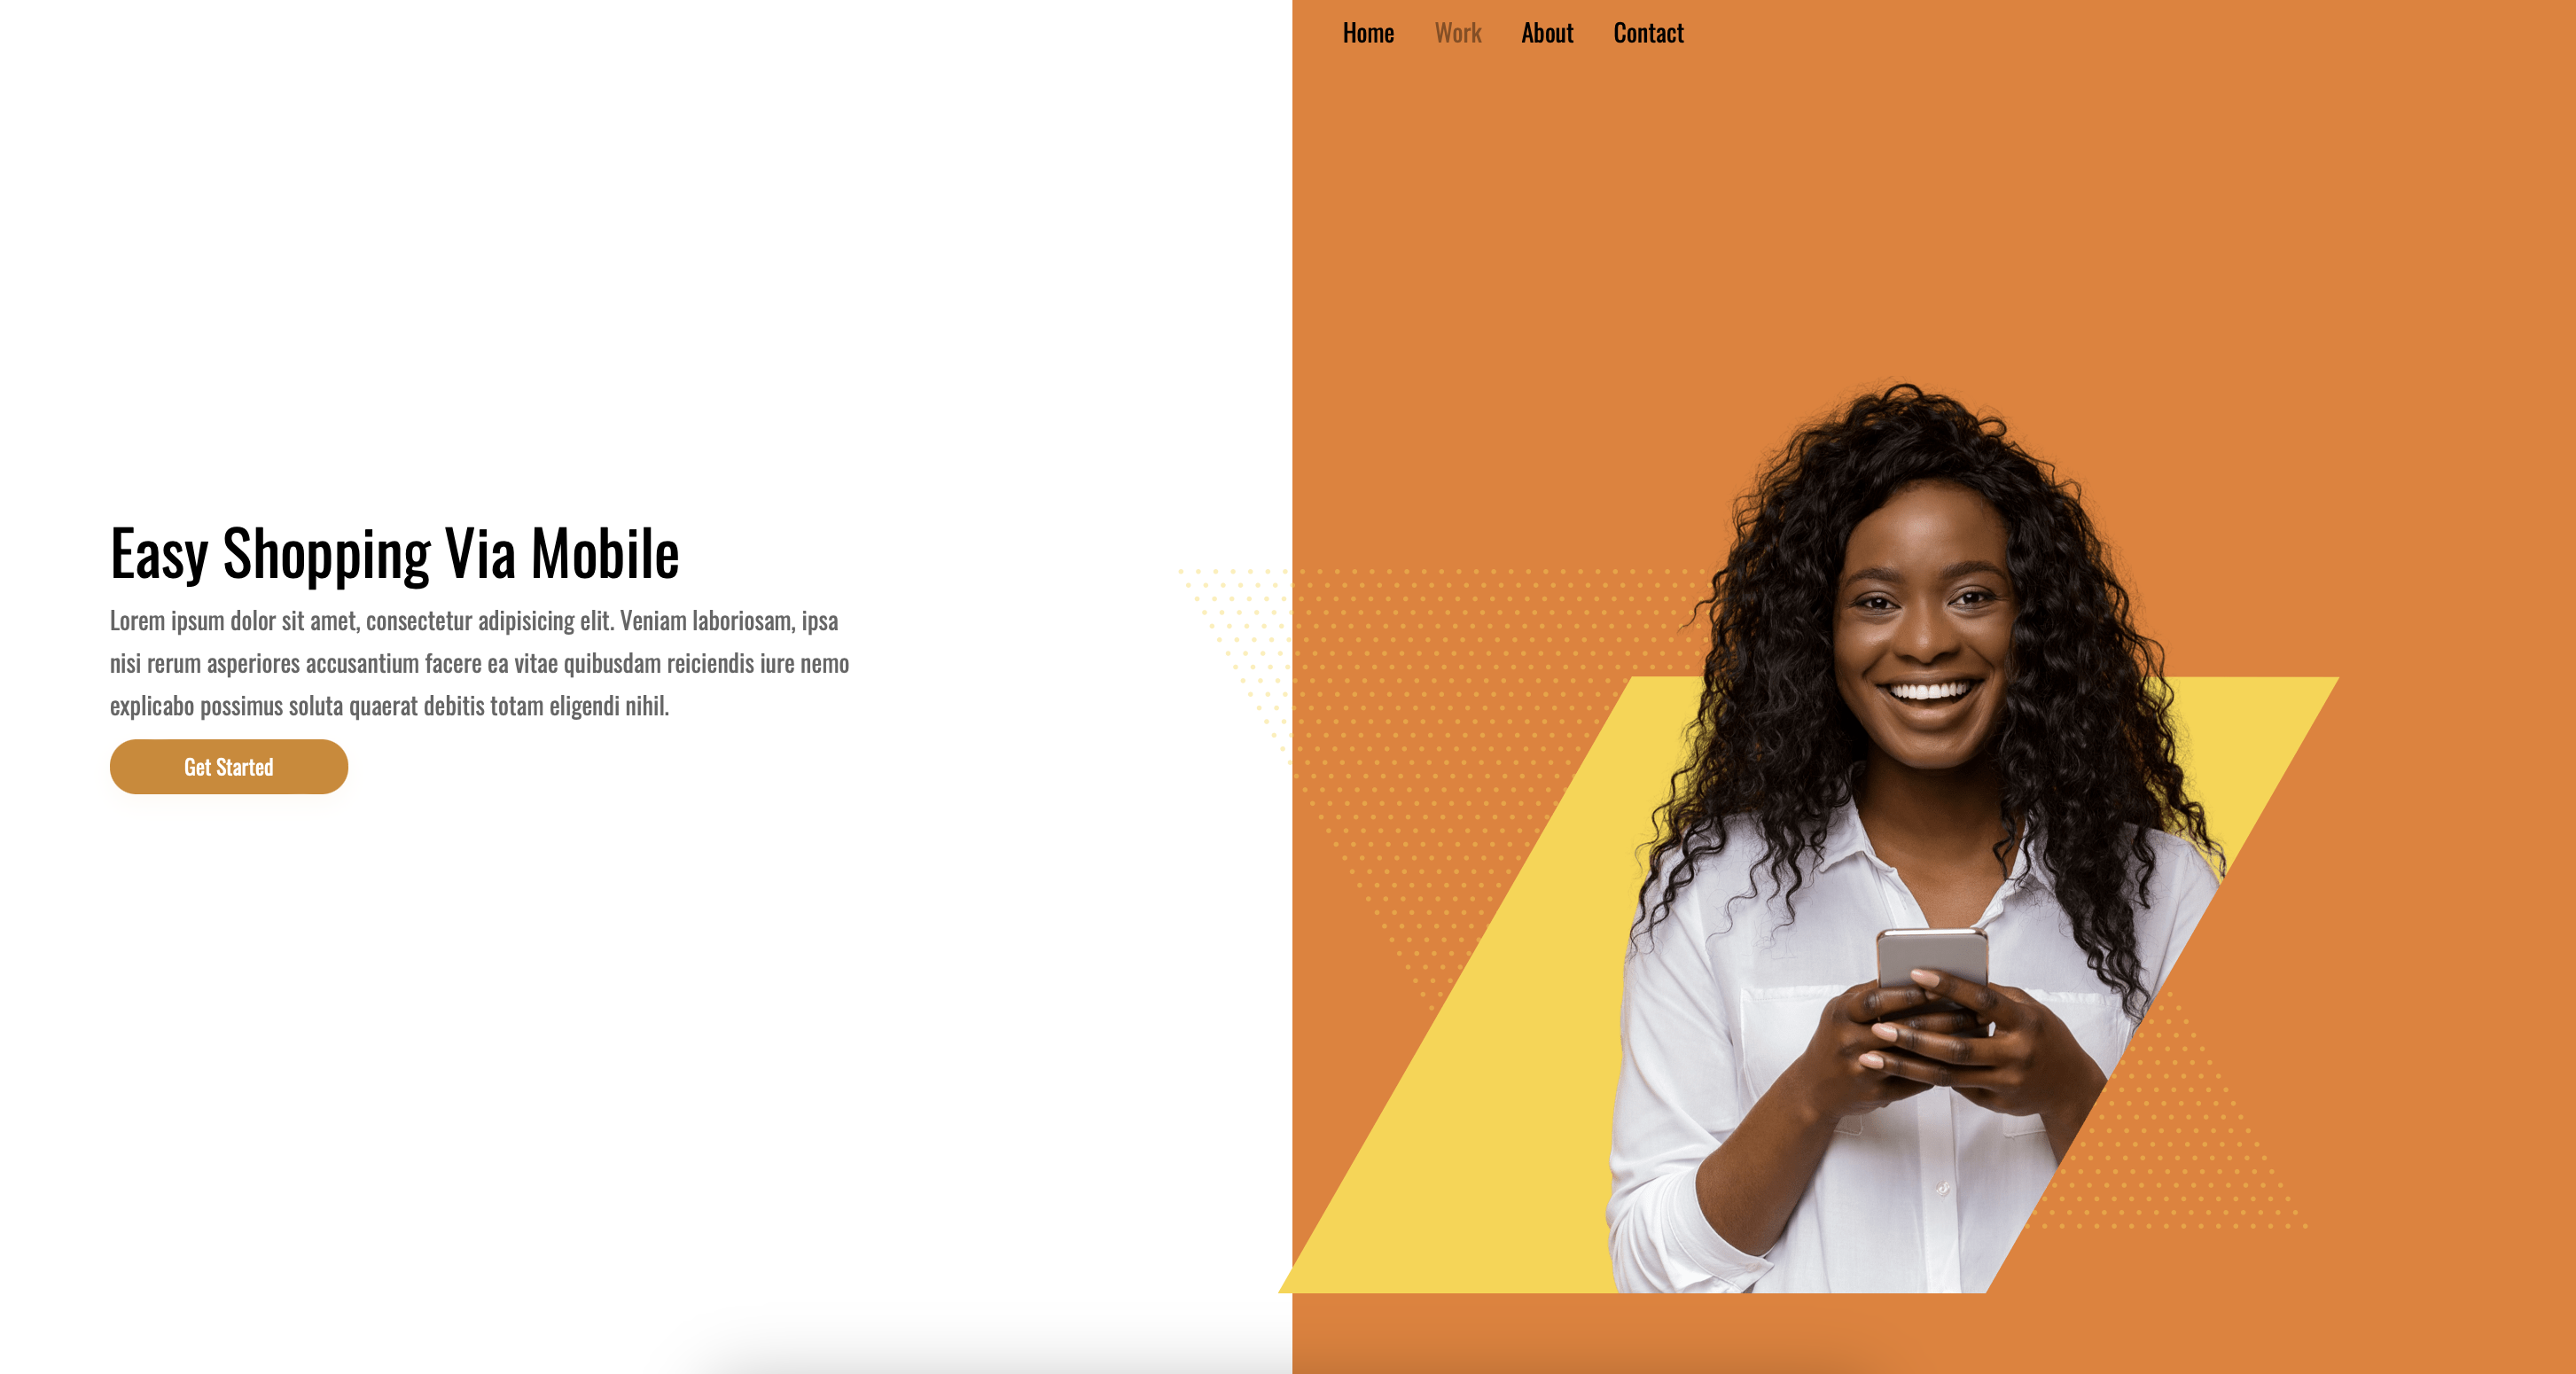 Home Work About Contact
Easy Shopping Via Mobile
Lorem ipsum dolor sit amet, consectetur adipisicing elit. Veniam laboriosam, ipsa
nisi rerum asperiores accusantium facere ea vitae quibusdam reiciendis iure nemo
explicabo possimus soluta quaerat debitis totam eligendi nihil.
Get Started